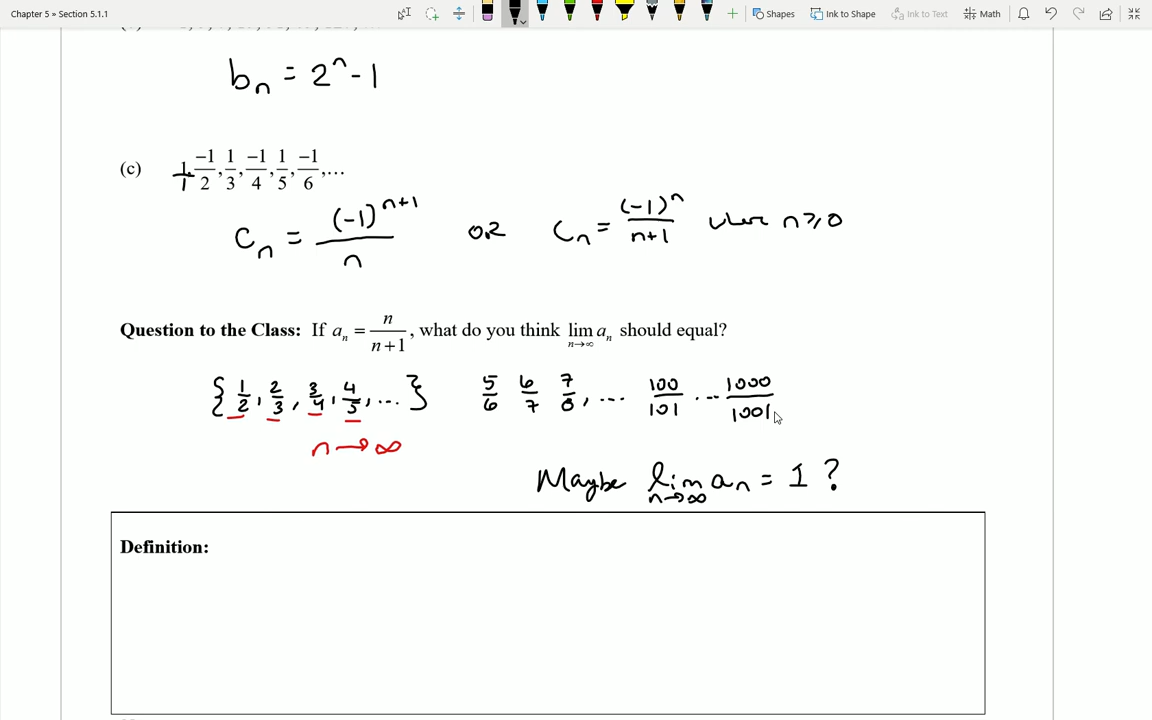 Chapter 5 » Section 5.1.1 Shapes Ink to Shape Ink to Text Math
bₙ = 2ⁿ - 1
(c) 1/1, -1/2, 1/3, -1/4, 1/5, -1/6, ...
cₙ = (-1)ⁿ⁺¹/n OR cₙ = (-1)ⁿ/n+1 where n ≥ 0
Question to the Class: If aₙ = n/n+1, what do you think lim n→∞ aₙ should equal?
{1/2, 2/3, 3/4, 4/5, ...} 5/6 6/7 7/8, ... 100/101 ... 1000/1001
n → ∞
Maybe lim n→∞ aₙ = 1 ?
Definition: